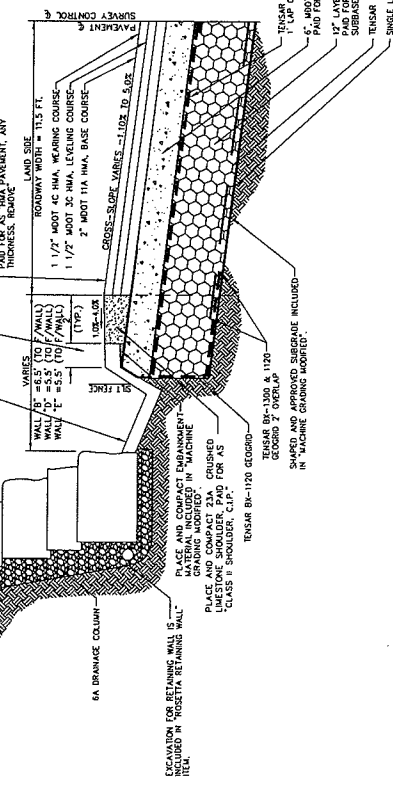 PAID FOR AS "HMA PAVEMENT, ANY
THICKNESS, REMOVE"
LAND SIDE
ROADWAY WIDTH = 11.5 FT.
1 1/2" MDOT 4C HMA, WEARING COURSE
1 1/2" MDOT 3C HMA, LEVELING COURSE
2" MDOT 11A HMA, BASE COURSE
CROSS-SLOPE VARIES -1.10% TO 5.0%
PAVEMENT ℄
SURVEY CONTROL ℄
VARIES
WALL "B" =6.5' (TO F/WALL)
WALL "D" =5.5' (TO F/WALL)
WALL "E" =5.5' (TO F/WALL)
2'
(TYP.)
1.0%-4.0%
SILT FENCE
TENSAR
1' LAP
6" MDOT
PAID FOR
12" LAYE
PAID FOR
SUBBASE
TENSAR
SINGLE L
6A DRAINAGE COLUMN
EXCAVATION FOR RETAINING WALL IS
INCLUDED IN "ROSETTA RETAINING WALL"
ITEM.
PLACE AND COMPACT EMBANKMENT
MATERIAL INCLUDED IN "MACHINE
GRADING MODIFIED".
PLACE AND COMPACT 23A CRUSHED
LIMESTONE SHOULDER, PAID FOR AS
"CLASS II SHOULDER, C.I.P."
TENSAR BX-1120 GEOGRID
TENSAR BX-1300 & 1120
GEOGRID 2' OVERLAP
SHAPED AND APPROVED SUBGRADE INCLUDED
IN "MACHINE GRADING MODIFIED".